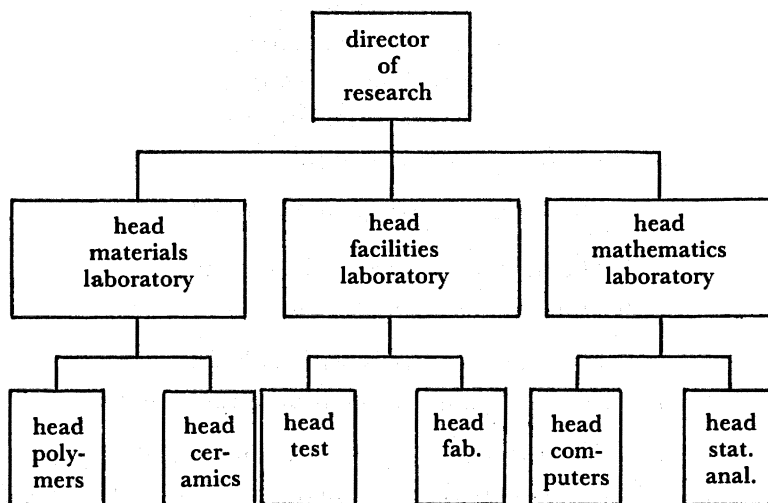 director
of
research
head
materials
laboratory
head
facilities
laboratory
head
mathematics
laboratory
head
poly-
mers
head
cer-
amics
head
test
head
fab.
head
com-
puters
head
stat.
anal.